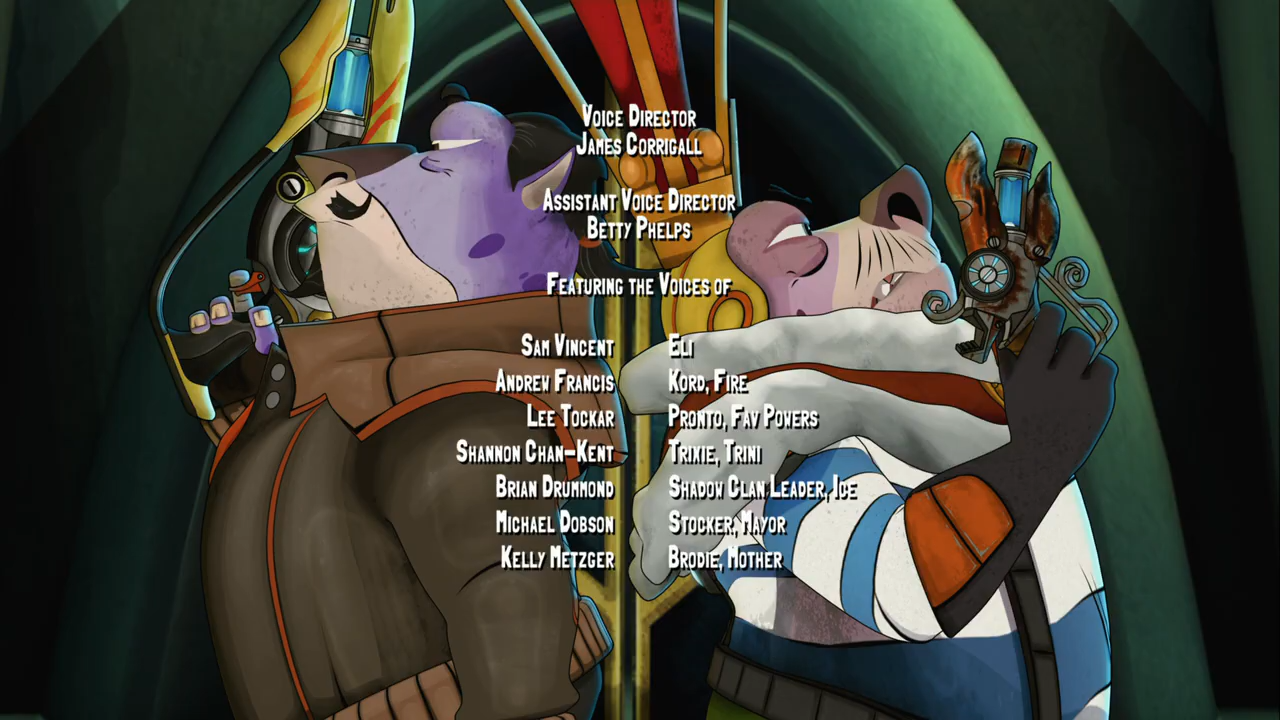 Voice Director
James Corrigall
Assistant Voice Director
Betty Phelps
Featuring the Voices of
Sam Vincent Eli
Andrew Francis Kord, Fire
Lee Tockar Pronto, Fav Powers
Shannon Chan-Kent Trixie, Trini
Brian Drummond Shadow Clan Leader, Ice
Michael Dobson Stocker, Mayor
Kelly Metzger Brodie, Mother